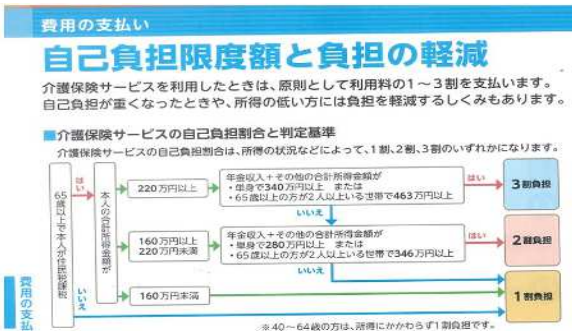 費用の支払い
自己負担限度額と負担の軽減
介護保険サービスを利用したときは、原則として利用料の1～3割を支払います。
自己負担が重くなったときや、所得の低い方には負担を軽減するしくみもあります。
■介護保険サービスの自己負担割合と判定基準
介護保険サービスの自己負担割合は、所得の状況などによって、1割、2割、3割のいずれかになります。
65歳以上で本人が住民税課税
はい
いいえ
本人の合計所得金額が
220万円以上
年金収入+その他の合計所得金額が
・単身で340万円以上 または
・65歳以上の方が2人以上いる世帯で463万円以上
はい
3割負担
いいえ
160万円以上
220万円未満
年金収入+その他の合計所得金額が
・単身で280万円以上 または
・65歳以上の方が2人以上いる世帯で346万円以上
はい
2割負担
いいえ
160万円未満
1割負担
※40～64歳の方は、所得にかかわらず1割負担です。
費用の支払